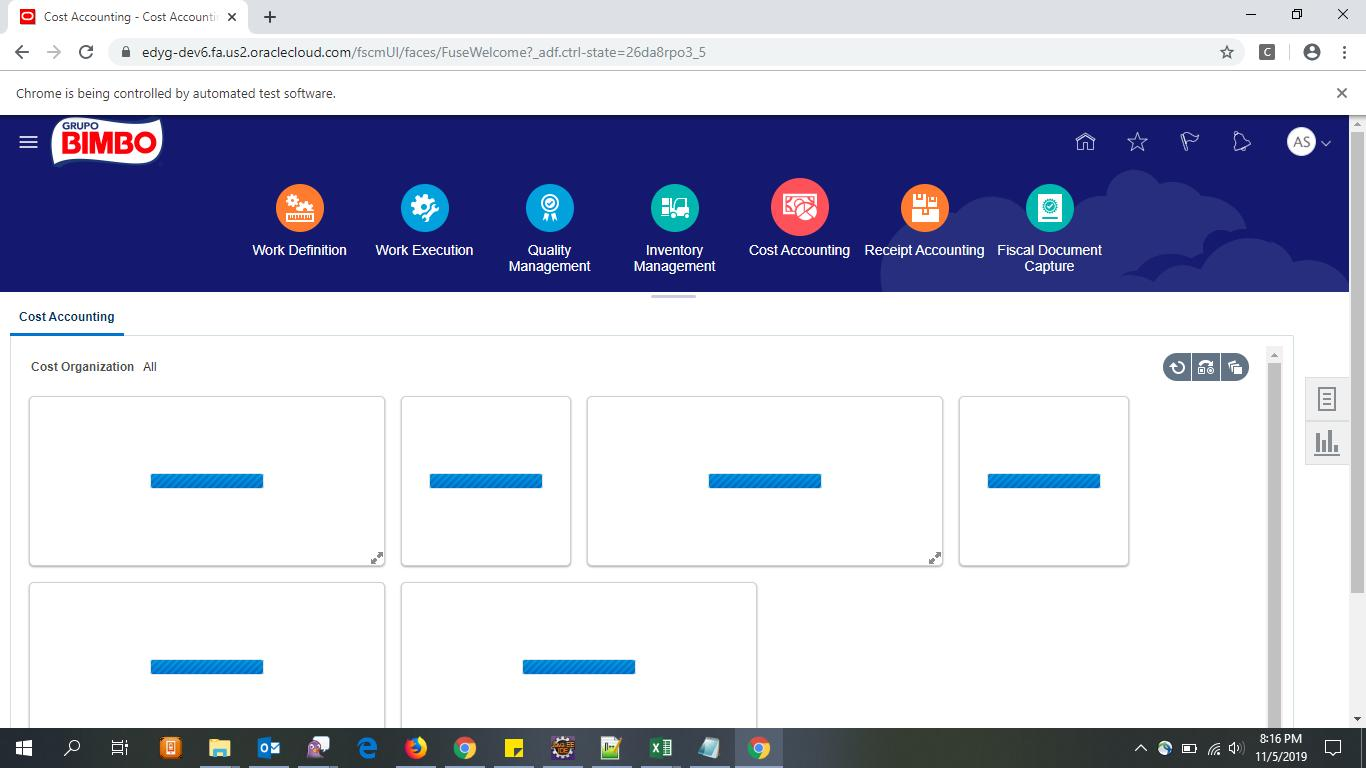 Cost Accounting - Cost Accountin
edyg-dev6.fa.us2.oraclecloud.com/fscmUI/faces/FuseWelcome?_adf.ctrl-state=26da8rpo3_5
C
Chrome is being controlled by automated test software.
GRUPO
BIMBO
AS
Work Definition
Work Execution
Quality
Management
Inventory
Management
Cost Accounting
Receipt Accounting
Fiscal Document
Capture
Cost Accounting
Cost Organization All
8:16 PM
11/5/2019